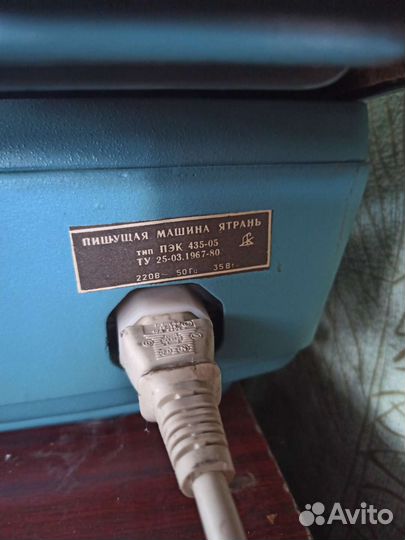 ПИШУЩАЯ МАШИНА ЯТРАНЬ
тип ПЭК 435-05
ТУ 25-03.1967-80
220В~ 50Гц 35Вт
Avito